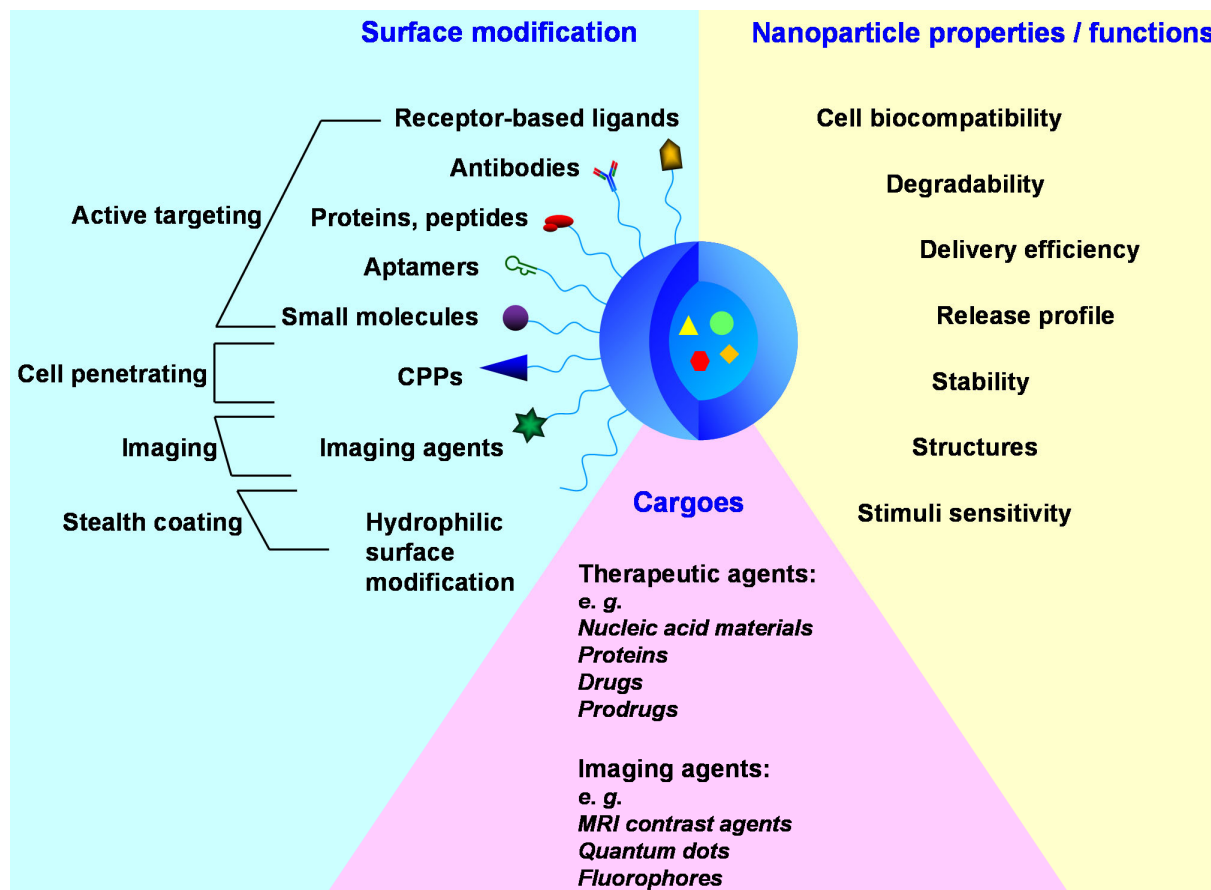 Surface modification
Receptor-based ligands
Antibodies
Active targeting
Proteins, peptides
Aptamers
Small molecules
Cell penetrating
CPPs
Imaging
Imaging agents
Stealth coating
Hydrophilic
surface
modification
Nanoparticle properties / functions
Cell biocompatibility
Degradability
Delivery efficiency
Release profile
Stability
Structures
Stimuli sensitivity
Cargoes
Therapeutic agents:
e. g.
Nucleic acid materials
Proteins
Drugs
Prodrugs
Imaging agents:
e. g.
MRI contrast agents
Quantum dots
Fluorophores